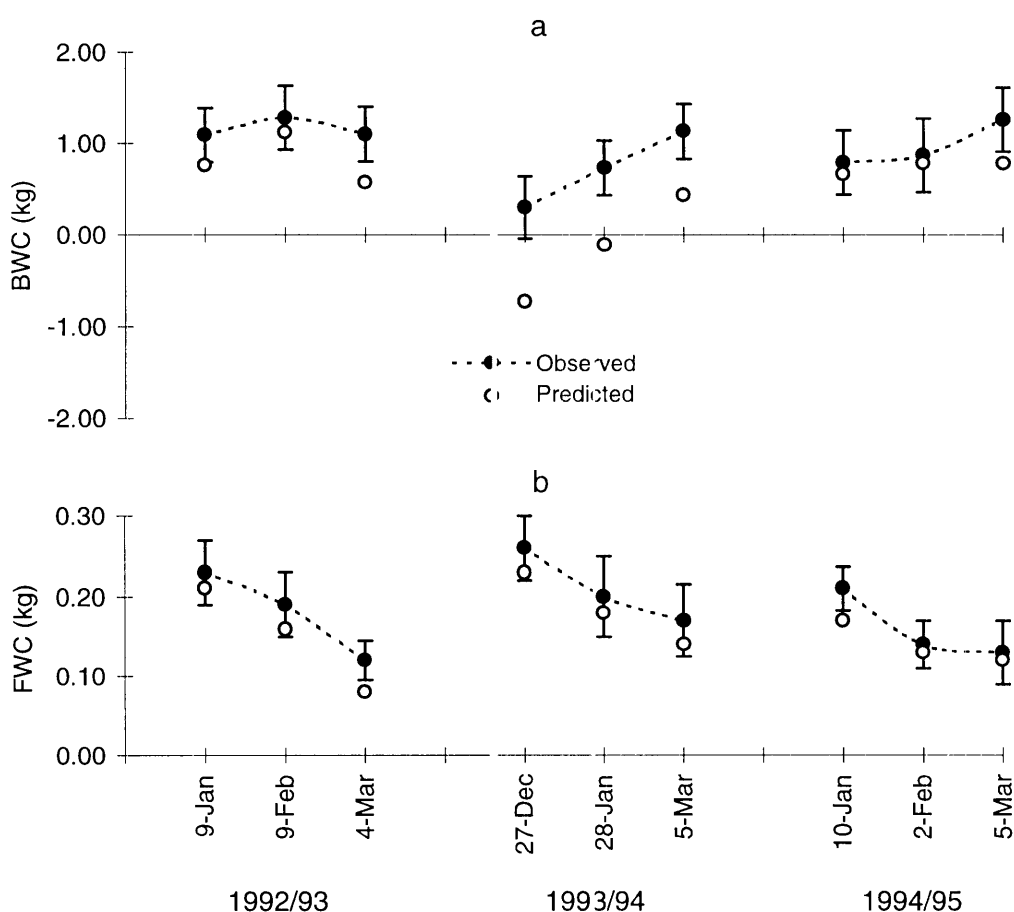 a
2.00
1.00
0.00
-1.00
-2.00
BWC (kg)
Observed
Predicted
b
0.30
0.20
0.10
0.00
FWC (kg)
9-Jan
9-Feb
4-Mar
27-Dec
28-Jan
5-Mar
10-Jan
2-Feb
5-Mar
1992/93
1993/94
1994/95